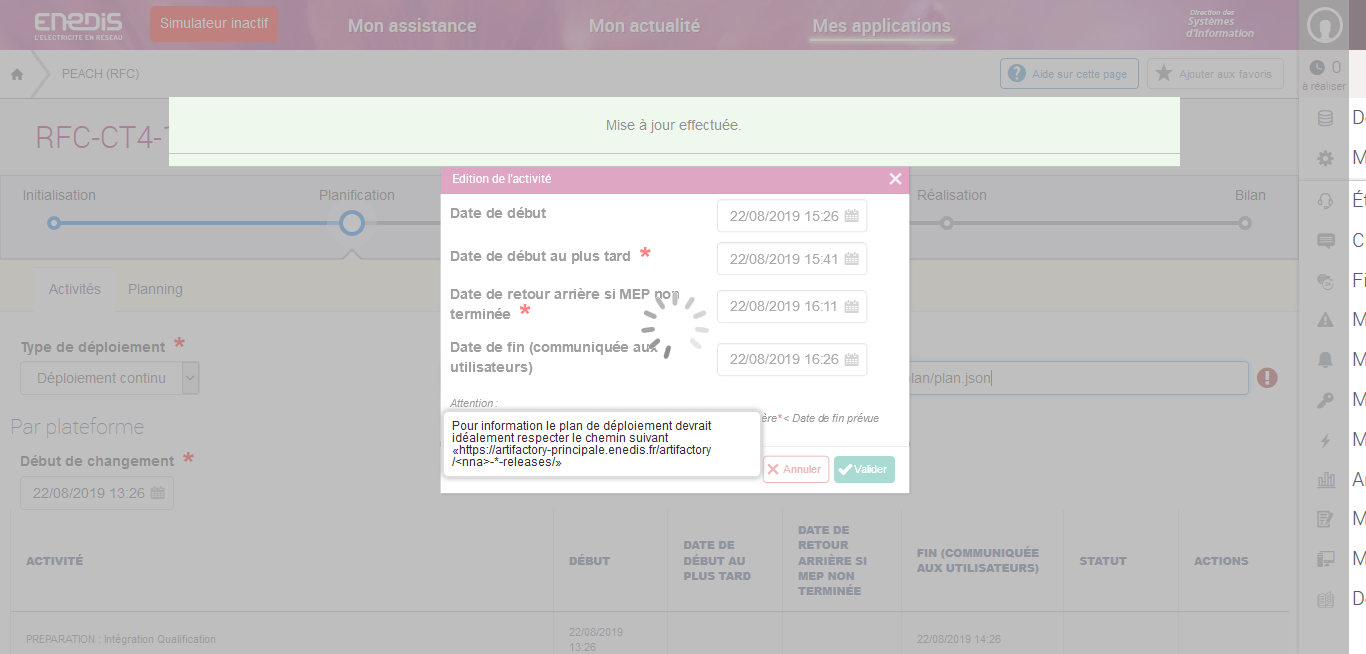 ENEDIS
L'ELECTRICITE EN RESEAU
Simulateur inactif
Mon assistance
Mon actualité
Mes applications
Direction des
Systèmes
d'Information
PEACH (RFC)
Aide sur cette page
Ajouter aux favoris
0
à réaliser
Mise à jour effectuée.
RFC-CT4-
Edition de l'activité
Initialisation
Planification
Réalisation
Bilan
Date de début
22/08/2019 15:26
Date de début au plus tard *
22/08/2019 15:41
Activités
Planning
Date de retour arrière si MEP non
terminée *
22/08/2019 16:11
Type de déploiement *
Date de fin (communiquée aux
utilisateurs)
22/08/2019 16:26
Déploiement continu
lan/plan.json
Attention :
ère* < Date de fin prévue
Pour information le plan de déploiement devrait
idéalement respecter le chemin suivant
«https://artifactory-principale.enedis.fr/artifactory
/<nna>-*-releases/»
Par plateforme
Début de changement *
Annuler
Valider
22/08/2019 13:26
ACTIVITÉ
DÉBUT
DATE DE
DÉBUT AU
PLUS TARD
DATE DE
RETOUR
ARRIÈRE SI
MEP NON
TERMINÉE
FIN (COMMUNIQUÉE
AUX UTILISATEURS)
STATUT
ACTIONS
PREPARATION : Intégration Qualification
22/08/2019
13:26
22/08/2019 14:26